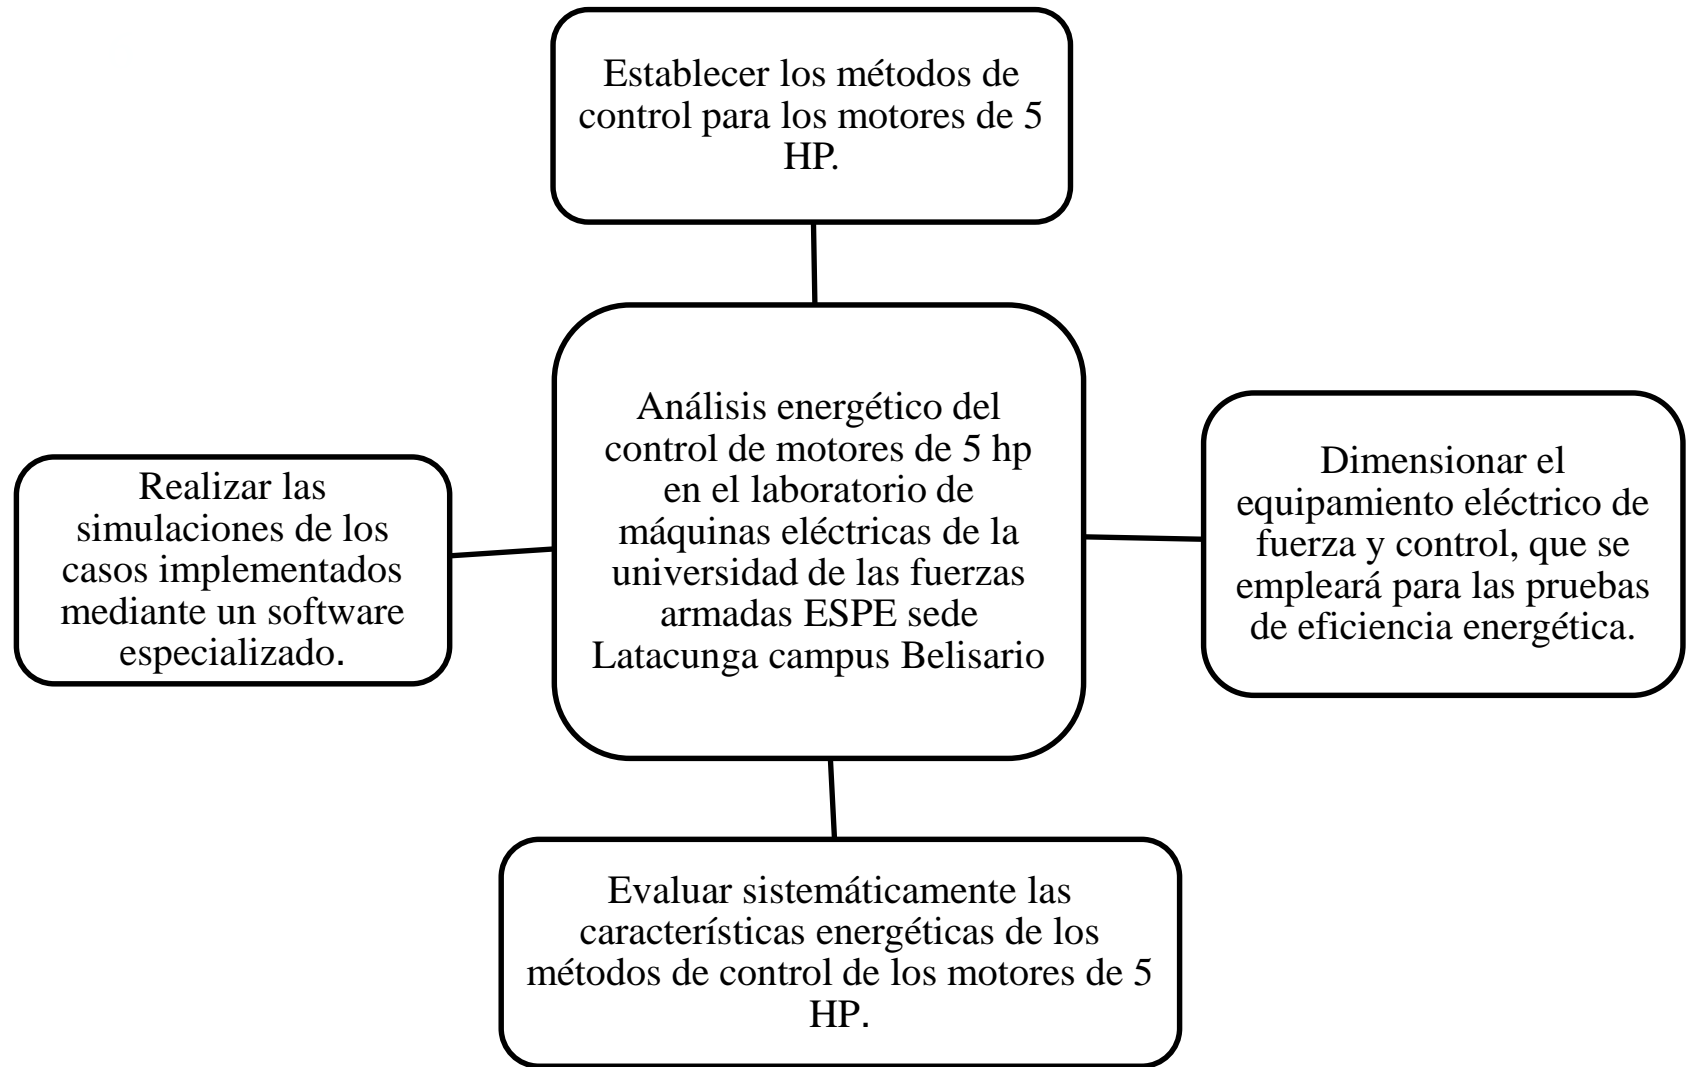 Establecer los métodos de
control para los motores de 5
HP.
Análisis energético del
control de motores de 5 hp
en el laboratorio de
máquinas eléctricas de la
universidad de las fuerzas
armadas ESPE sede
Latacunga campus Belisario
Dimensionar el
equipamiento eléctrico de
fuerza y control, que se
empleará para las pruebas
de eficiencia energética.
Realizar las
simulaciones de los
casos implementados
mediante un software
especializado.
Evaluar sistemáticamente las
características energéticas de los
métodos de control de los motores de 5
HP.